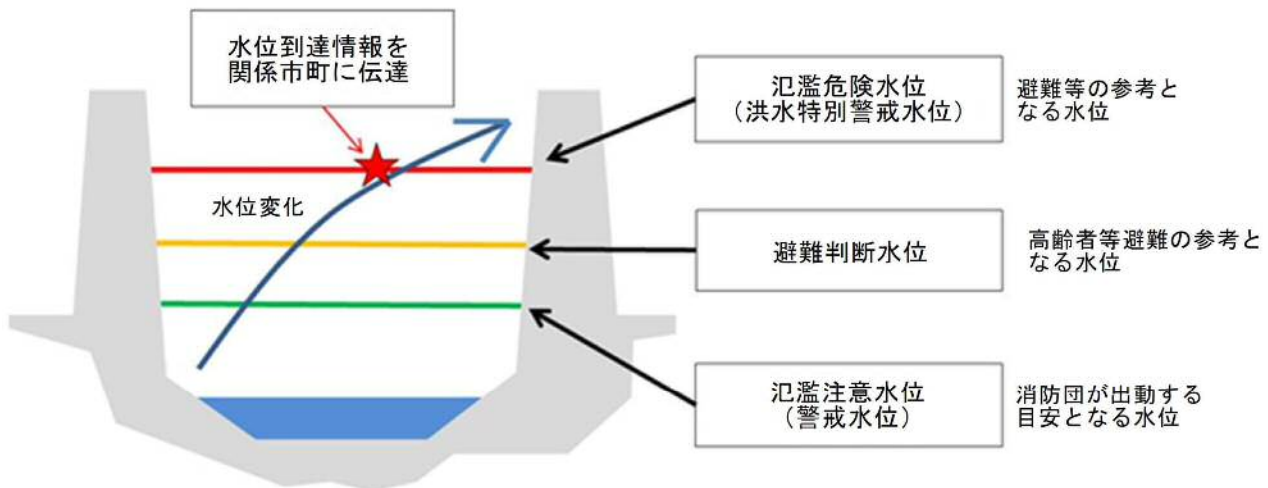 水位到達情報を
関係市町に伝達
氾濫危険水位
（洪水特別警戒水位）
避難等の参考と
なる水位
水位変化
避難判断水位
高齢者等避難の参考と
なる水位
氾濫注意水位
（警戒水位）
消防団が出動する
目安となる水位